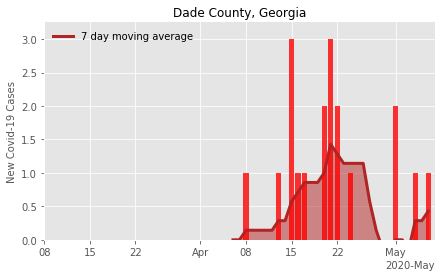 Dade County, Georgia
7 day moving average
New Covid-19 Cases
3.0
2.5
2.0
1.5
1.0
0.5
0.0
08 15 22 Apr 08 15 22 May
2020-May